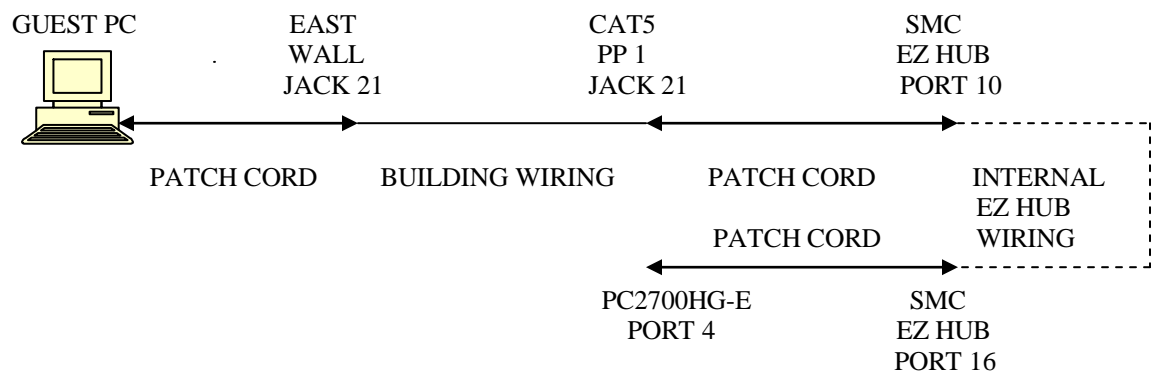 GUEST PC
EAST
WALL
JACK 21
CAT5
PP 1
JACK 21
SMC
EZ HUB
PORT 10
PATCH CORD
BUILDING WIRING
PATCH CORD
INTERNAL
EZ HUB
WIRING
PATCH CORD
PC2700HG-E
PORT 4
SMC
EZ HUB
PORT 16